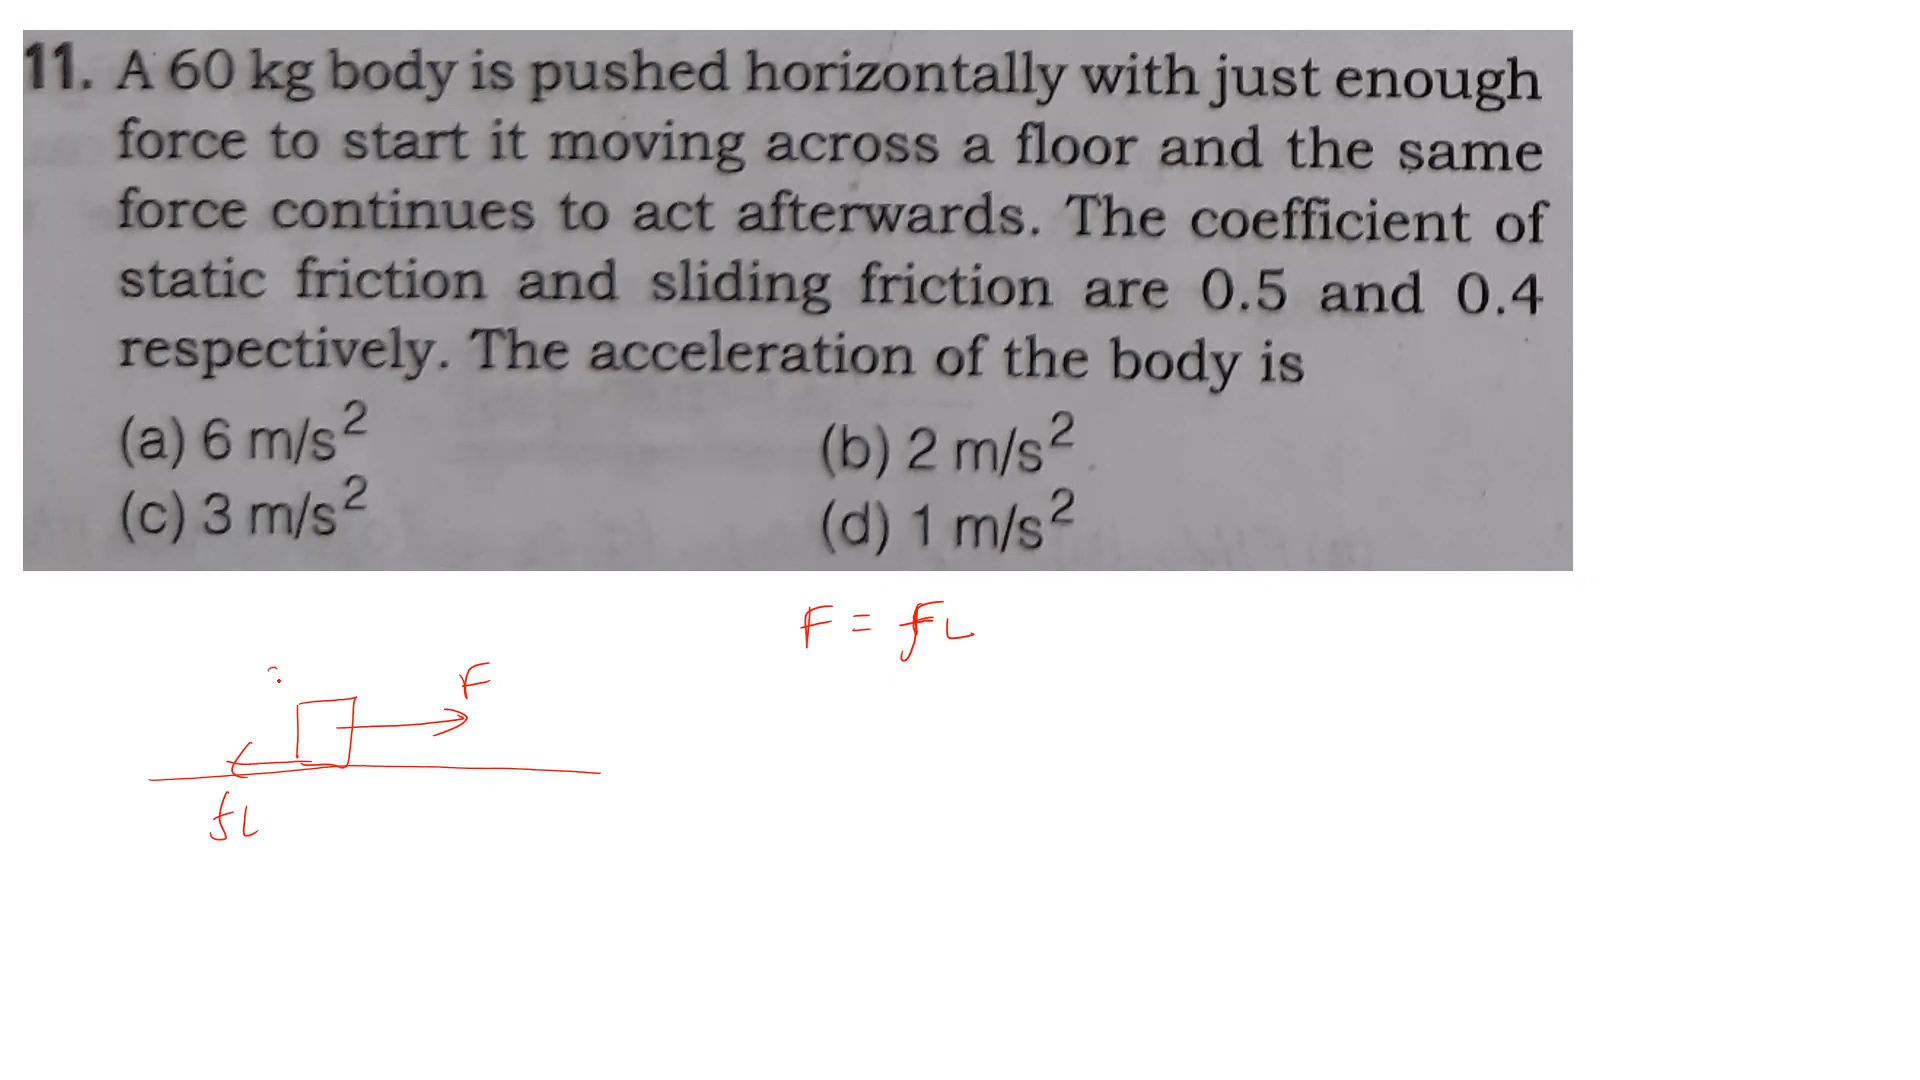 11. A 60 kg body is pushed horizontally with just enough
force to start it moving across a floor and the same
force continues to act afterwards. The coefficient of
static friction and sliding friction are 0.5 and 0.4
respectively. The acceleration of the body is
(a) 6 m/s² (b) 2 m/s²
(c) 3 m/s² (d) 1 m/s²
F = fL
F
fL